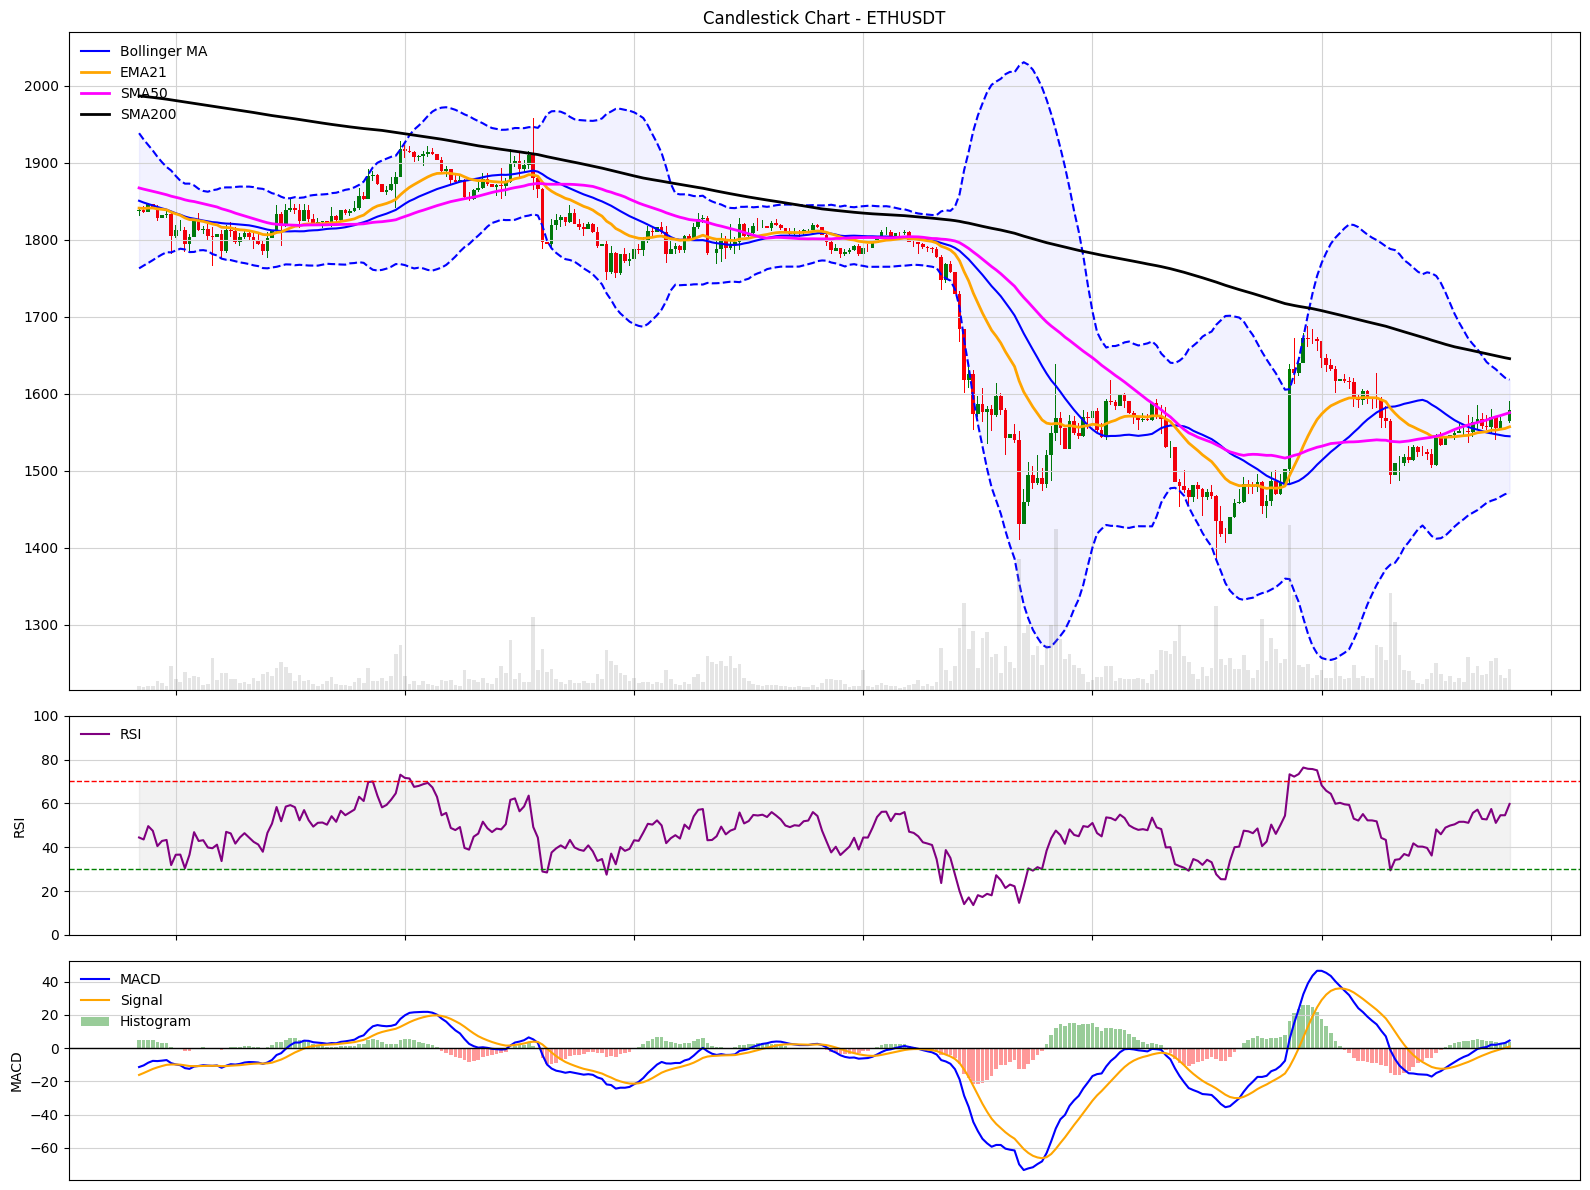 Candlestick Chart - ETHUSDT
Bollinger MA
EMA21
SMA50
SMA200
2000
1900
1800
1700
1600
1500
1400
1300
100
80
60
40
20
0
RSI
RSI
40
20
0
−20
−40
−60
MACD
MACD
Signal
Histogram